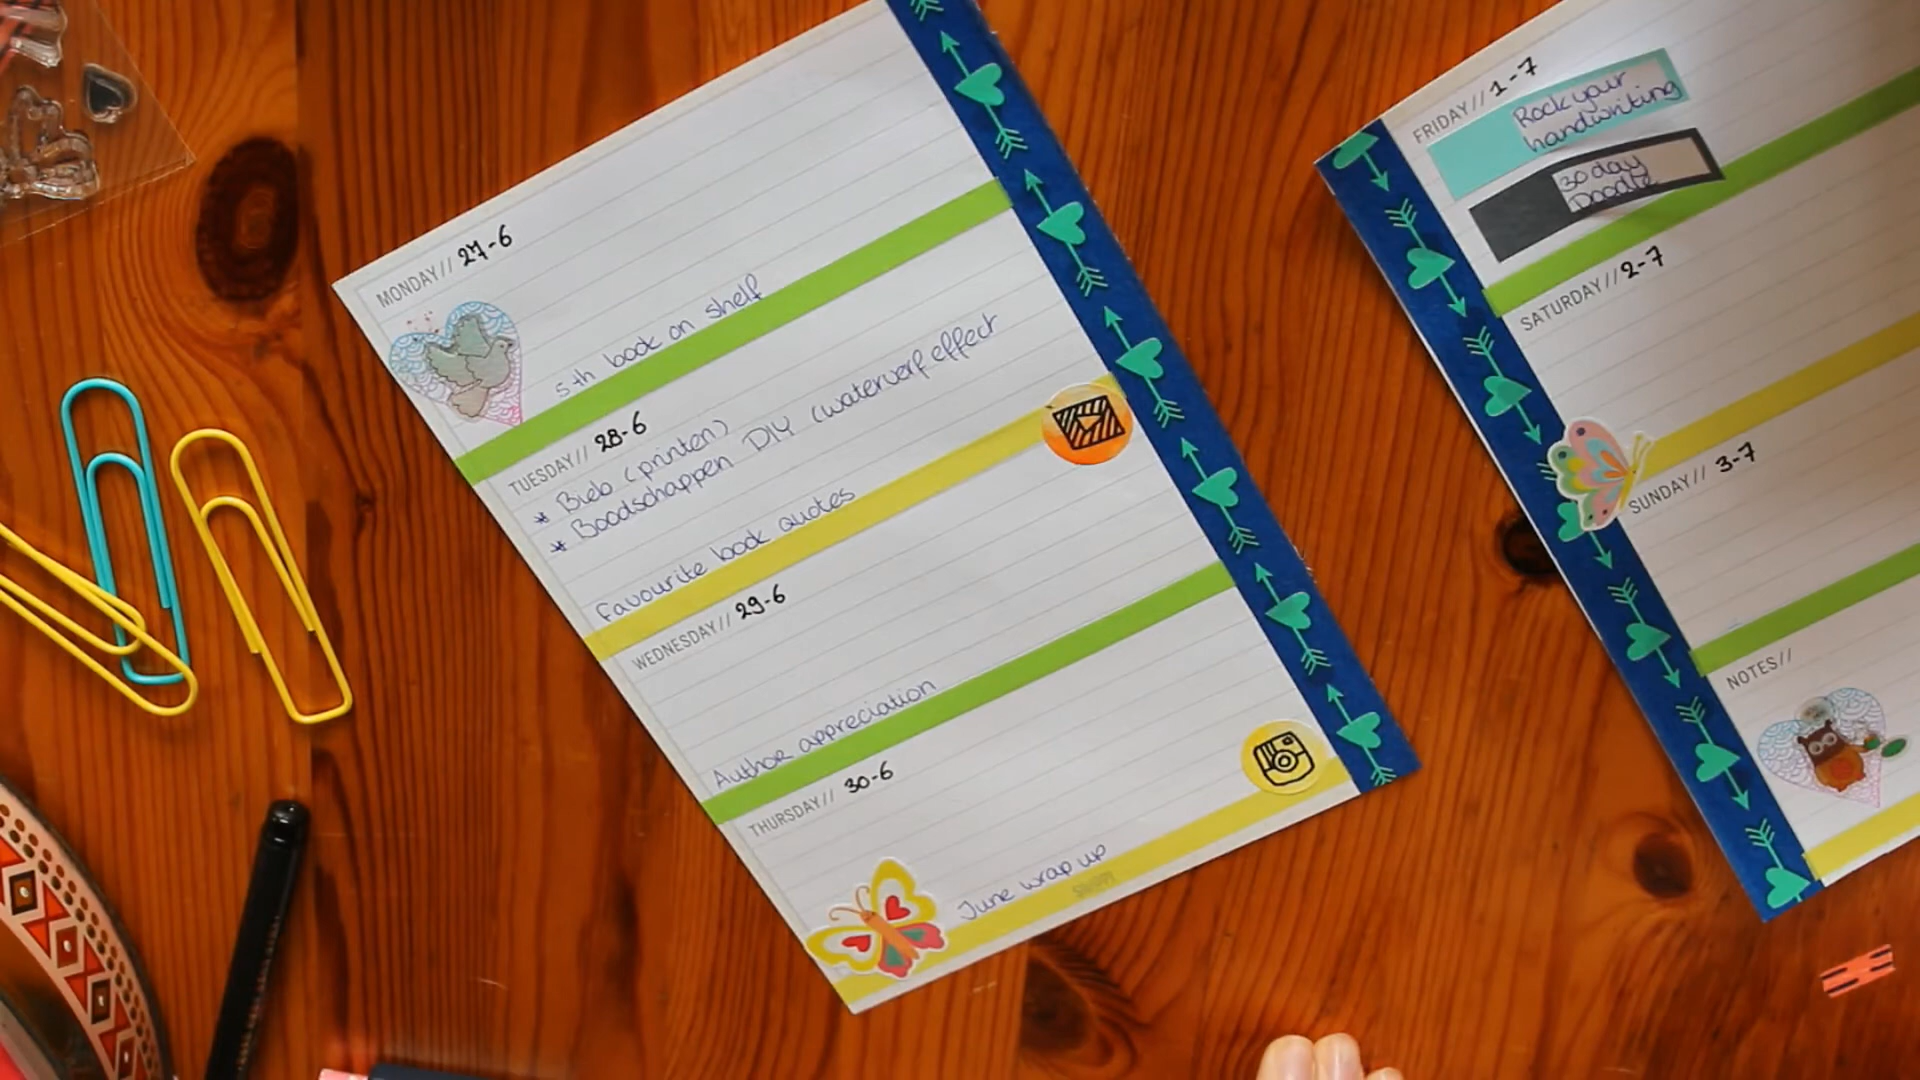 MONDAY// 27-6
5th book on shelf
TUESDAY// 28-6
* Bieb (printen)
* Boodschappen DIY (waterverf effect
Favourite book quotes
WEDNESDAY// 29-6
Author appreciation
THURSDAY// 30-6
June wrap up
FRIDAY// 1-7
Rock your
handwriting
30 day
Doodle
SATURDAY// 2-7
SUNDAY// 3-7
NOTES//